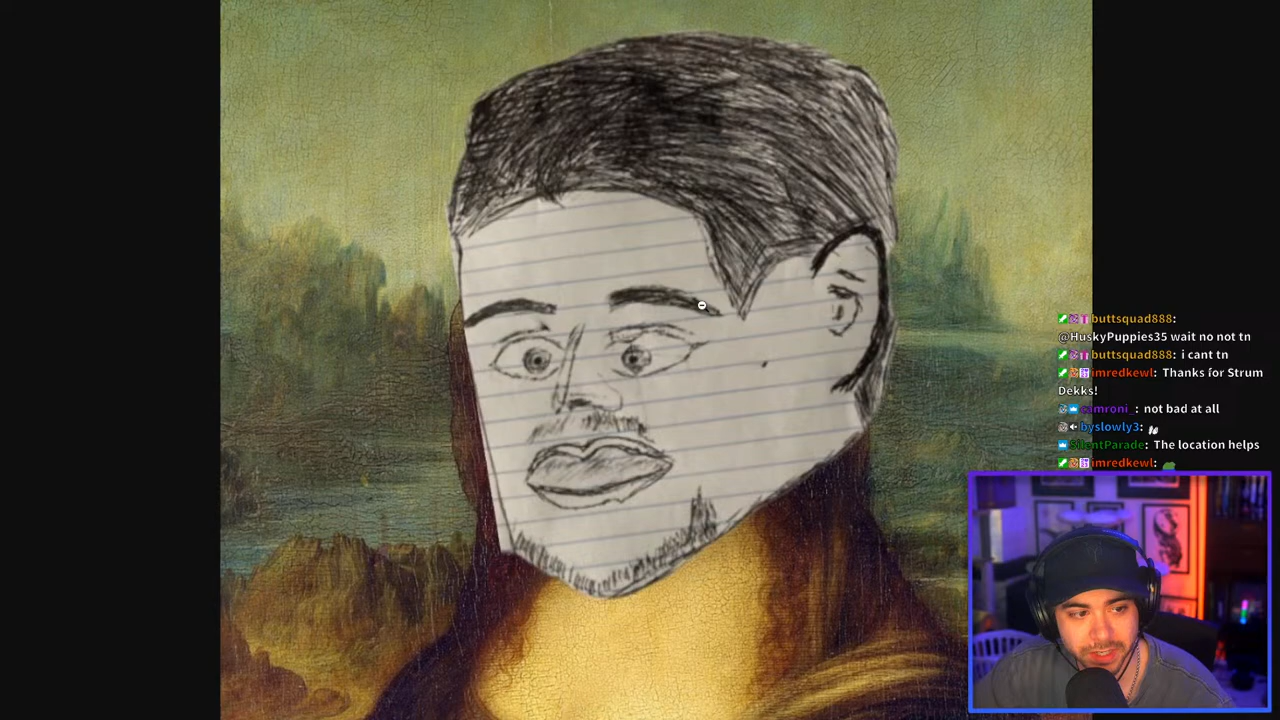 buttsquad888:
@HuskyPuppies35 wait no not tn
buttsquad888: i cant tn
imredkewl: Thanks for Strum
Dekks!
camroni_: not bad at all
byslowly3:
SilentParade: The location helps
imredkewl: